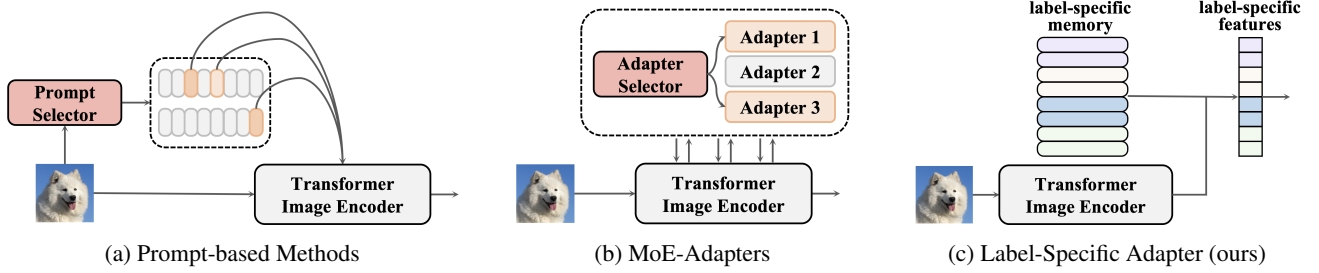 Prompt
Selector
Transformer
Image Encoder
(a) Prompt-based Methods
Adapter
Selector
Adapter 1
Adapter 2
Adapter 3
Transformer
Image Encoder
(b) MoE-Adapters
label-specific
memory
label-specific
features
Transformer
Image Encoder
(c) Label-Specific Adapter (ours)